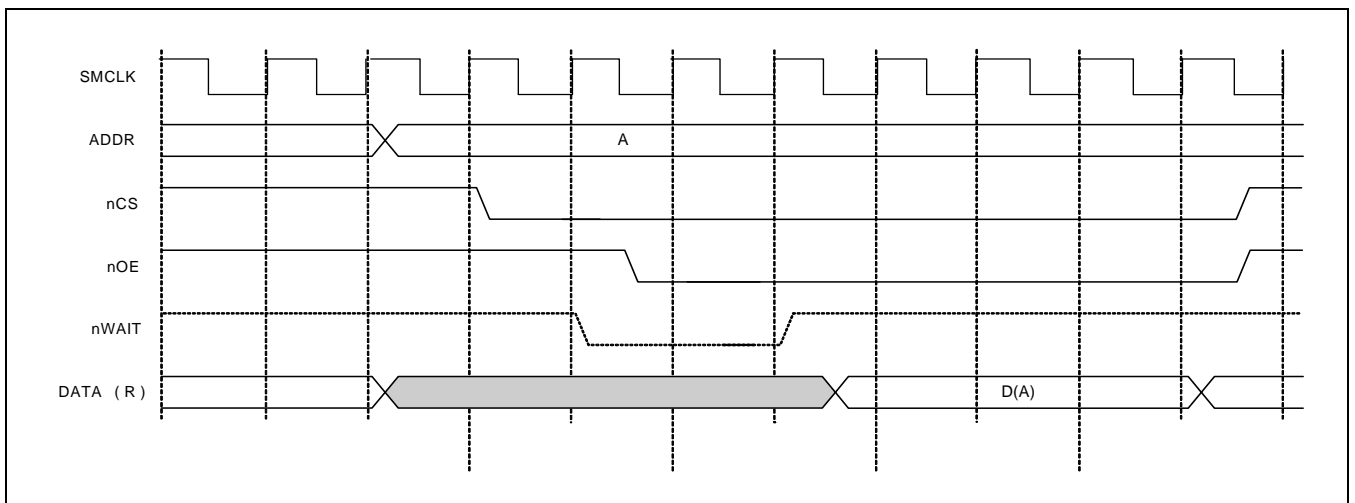 SMCLK
ADDR
A
nCS
nOE
nWAIT
DATA (R)
D(A)